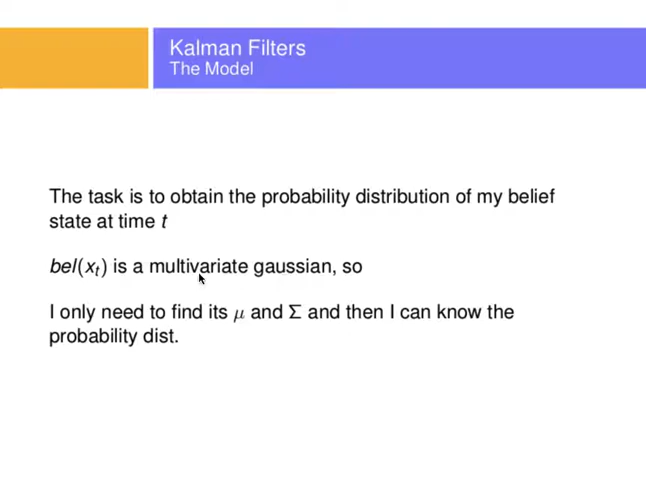 Kalman Filters
The Model
The task is to obtain the probability distribution of my belief
state at time t
bel(xₜ) is a multivariate gaussian, so
I only need to find its μ and Σ and then I can know the
probability dist.